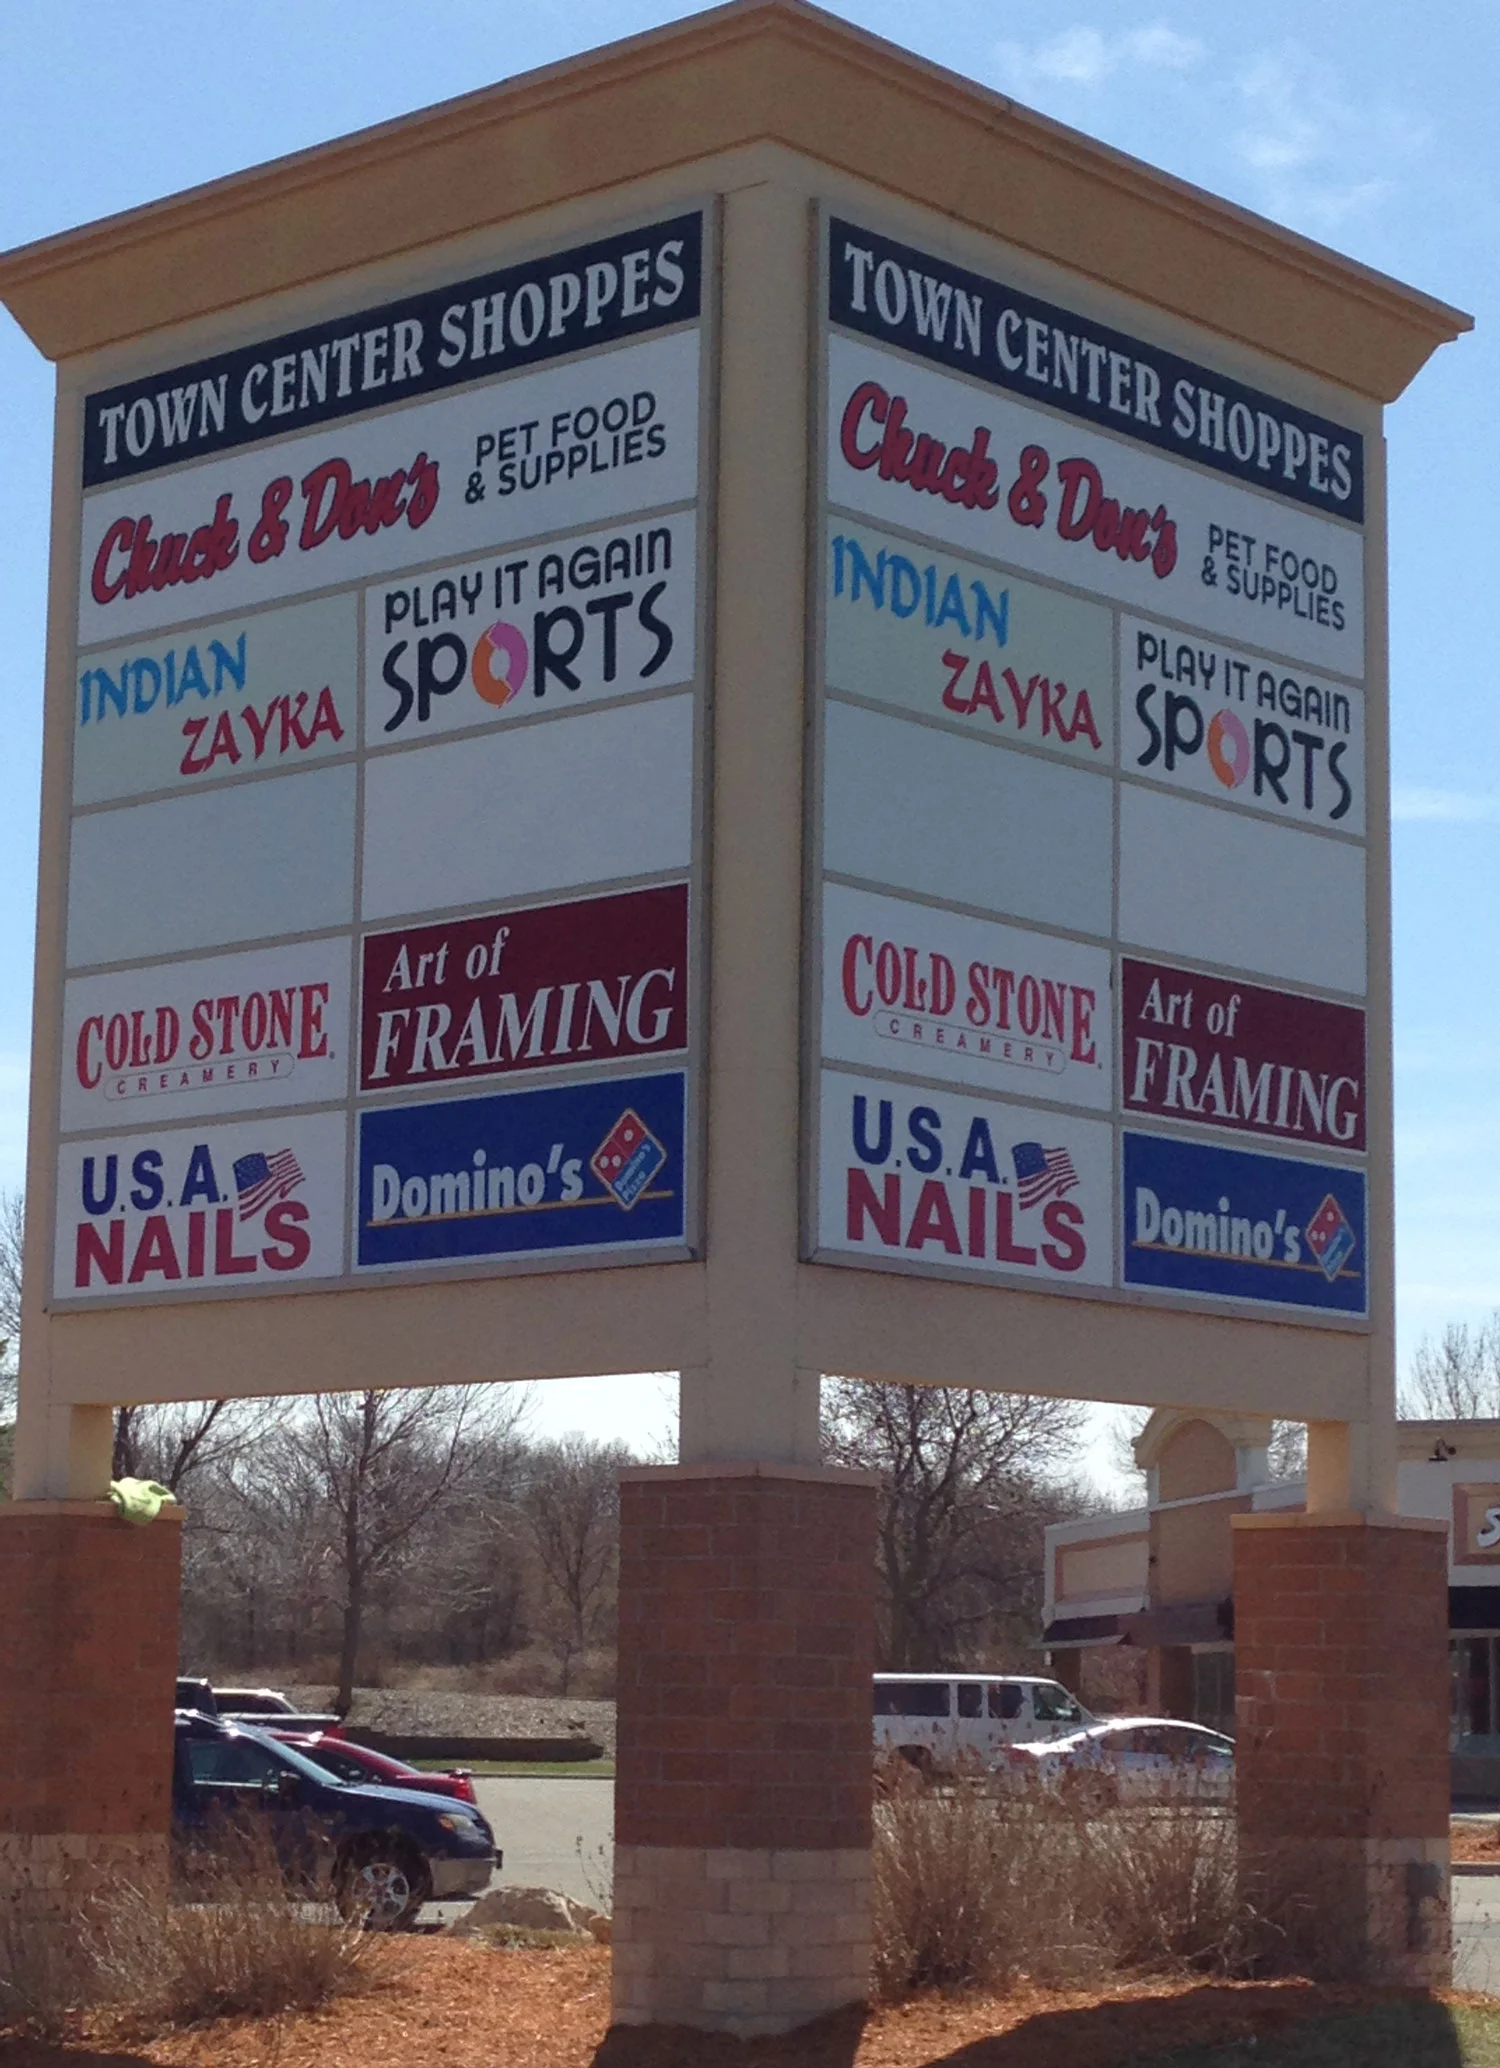 TOWN CENTER SHOPPES
Chuck & Don's
PET FOOD
& SUPPLIES
INDIAN
ZAYKA
PLAY IT AGAIN
SPORTS
COLD STONE
CREAMERY
Art of
FRAMING
U.S.A.
NAILS
Domino's
Domino's
Pizza
TOWN CENTER SHOPPES
Chuck & Don's
PET FOOD
& SUPPLIES
INDIAN
ZAYKA
PLAY IT AGAIN
SPORTS
COLD STONE
CREAMERY
Art of
FRAMING
U.S.A.
NAILS
Domino's